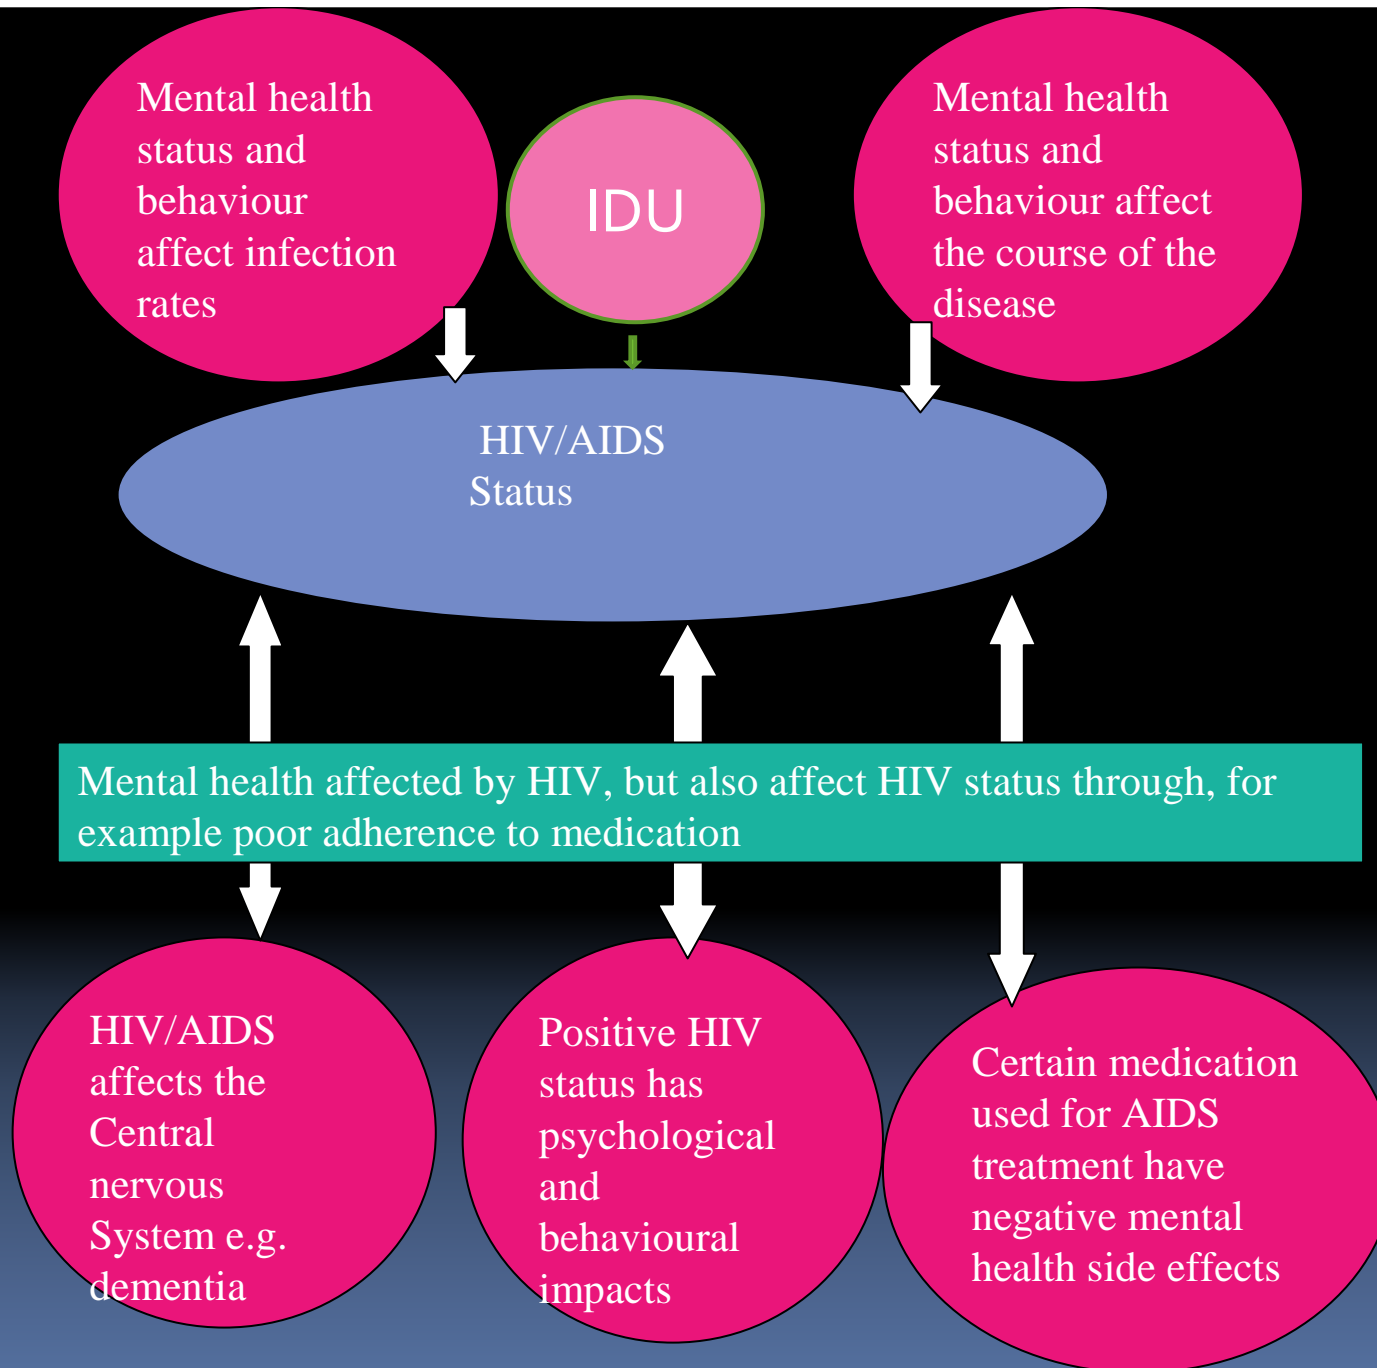 Mental health
status and
behaviour
affect infection
rates
IDU
Mental health
status and
behaviour affect
the course of the
disease
HIV/AIDS
Status
Mental health affected by HIV, but also affect HIV status through, for
example poor adherence to medication
HIV/AIDS
affects the
Central
nervous
System e.g.
dementia
Positive HIV
status has
psychological
and
behavioural
impacts
Certain medication
used for AIDS
treatment have
negative mental
health side effects